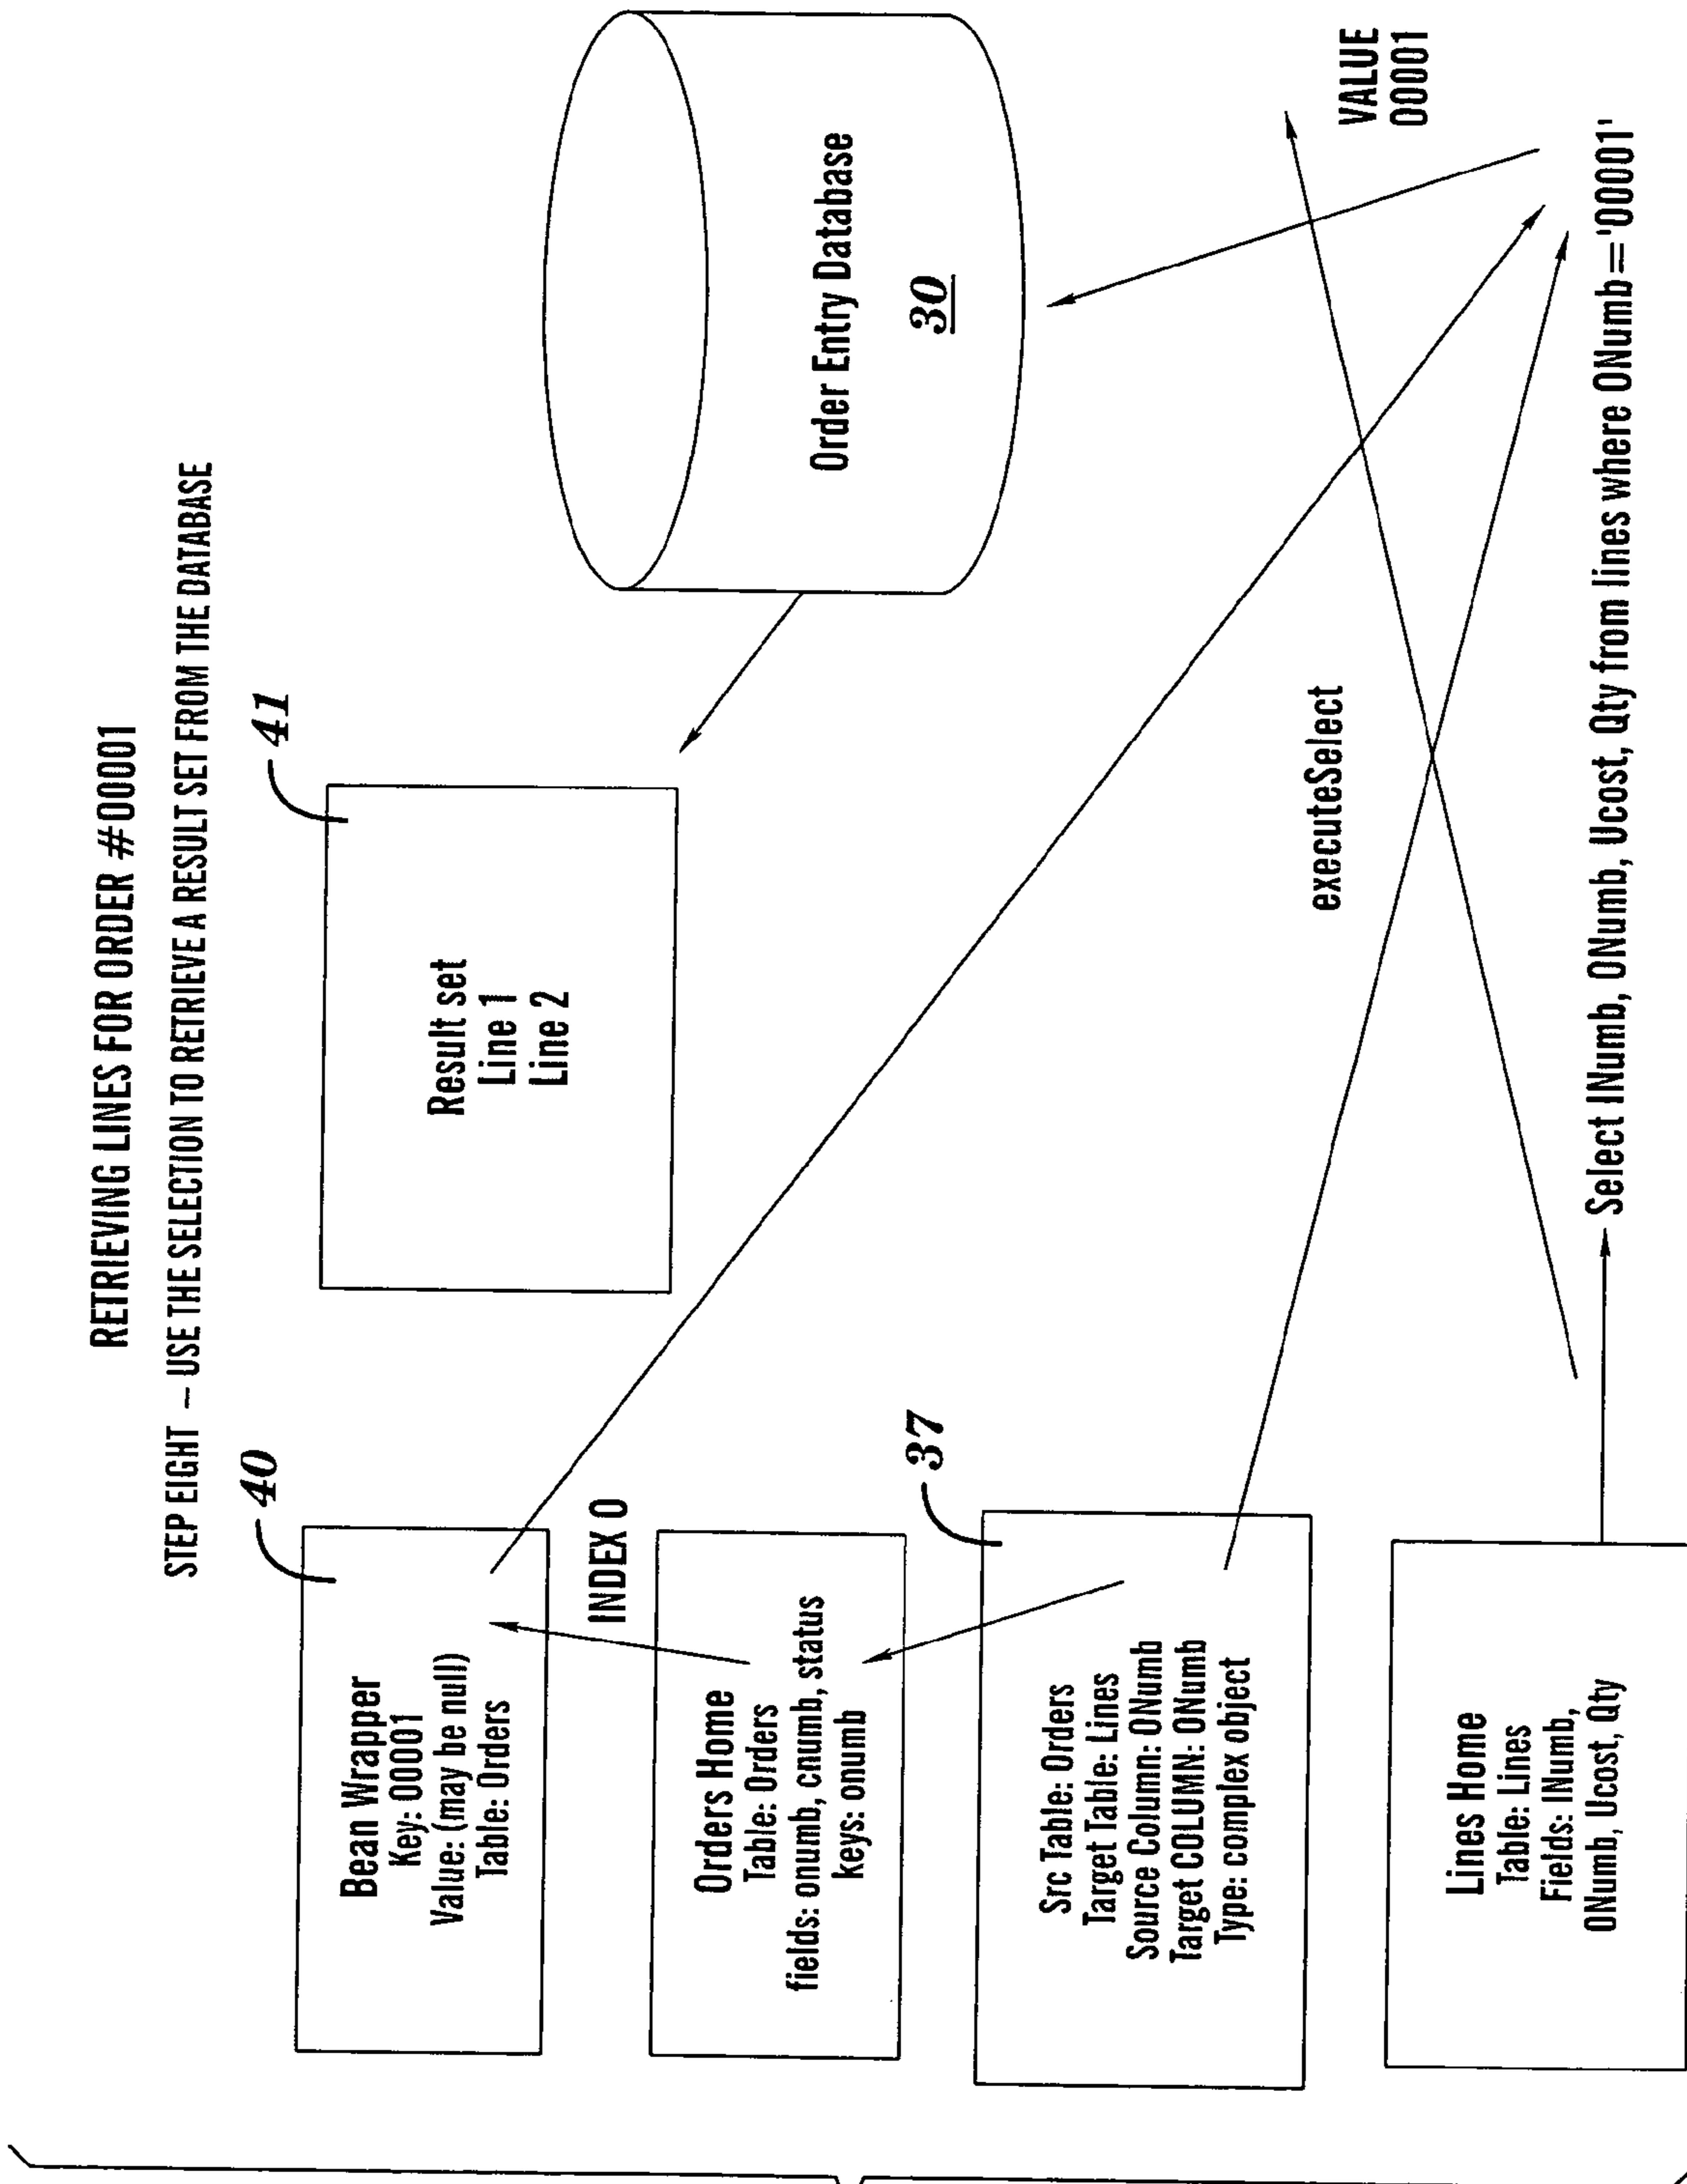 RETRIEVING LINES FOR ORDER #00001
STEP EIGHT – USE THE SELECTION TO RETRIEVE A RESULT SET FROM THE DATABASE
40
Bean Wrapper
Key: 00001
Value: (may be null)
Table: Orders
INDEX 0
Orders Home
Table: Orders
fields: onumb, cnumb, status
keys: onumb
37
Src Table: Orders
Target Table: Lines
Source Column: ONumb
Target COLUMN: ONumb
Type: complex object
Lines Home
Table: Lines
Fields: INumb,
ONumb, Ucost, Qty
41
Result set
Line 1
Line 2
Order Entry Database
30
executeSelect
VALUE
00001
Select INumb, ONumb, Ucost, Qty from lines where ONumb='00001'